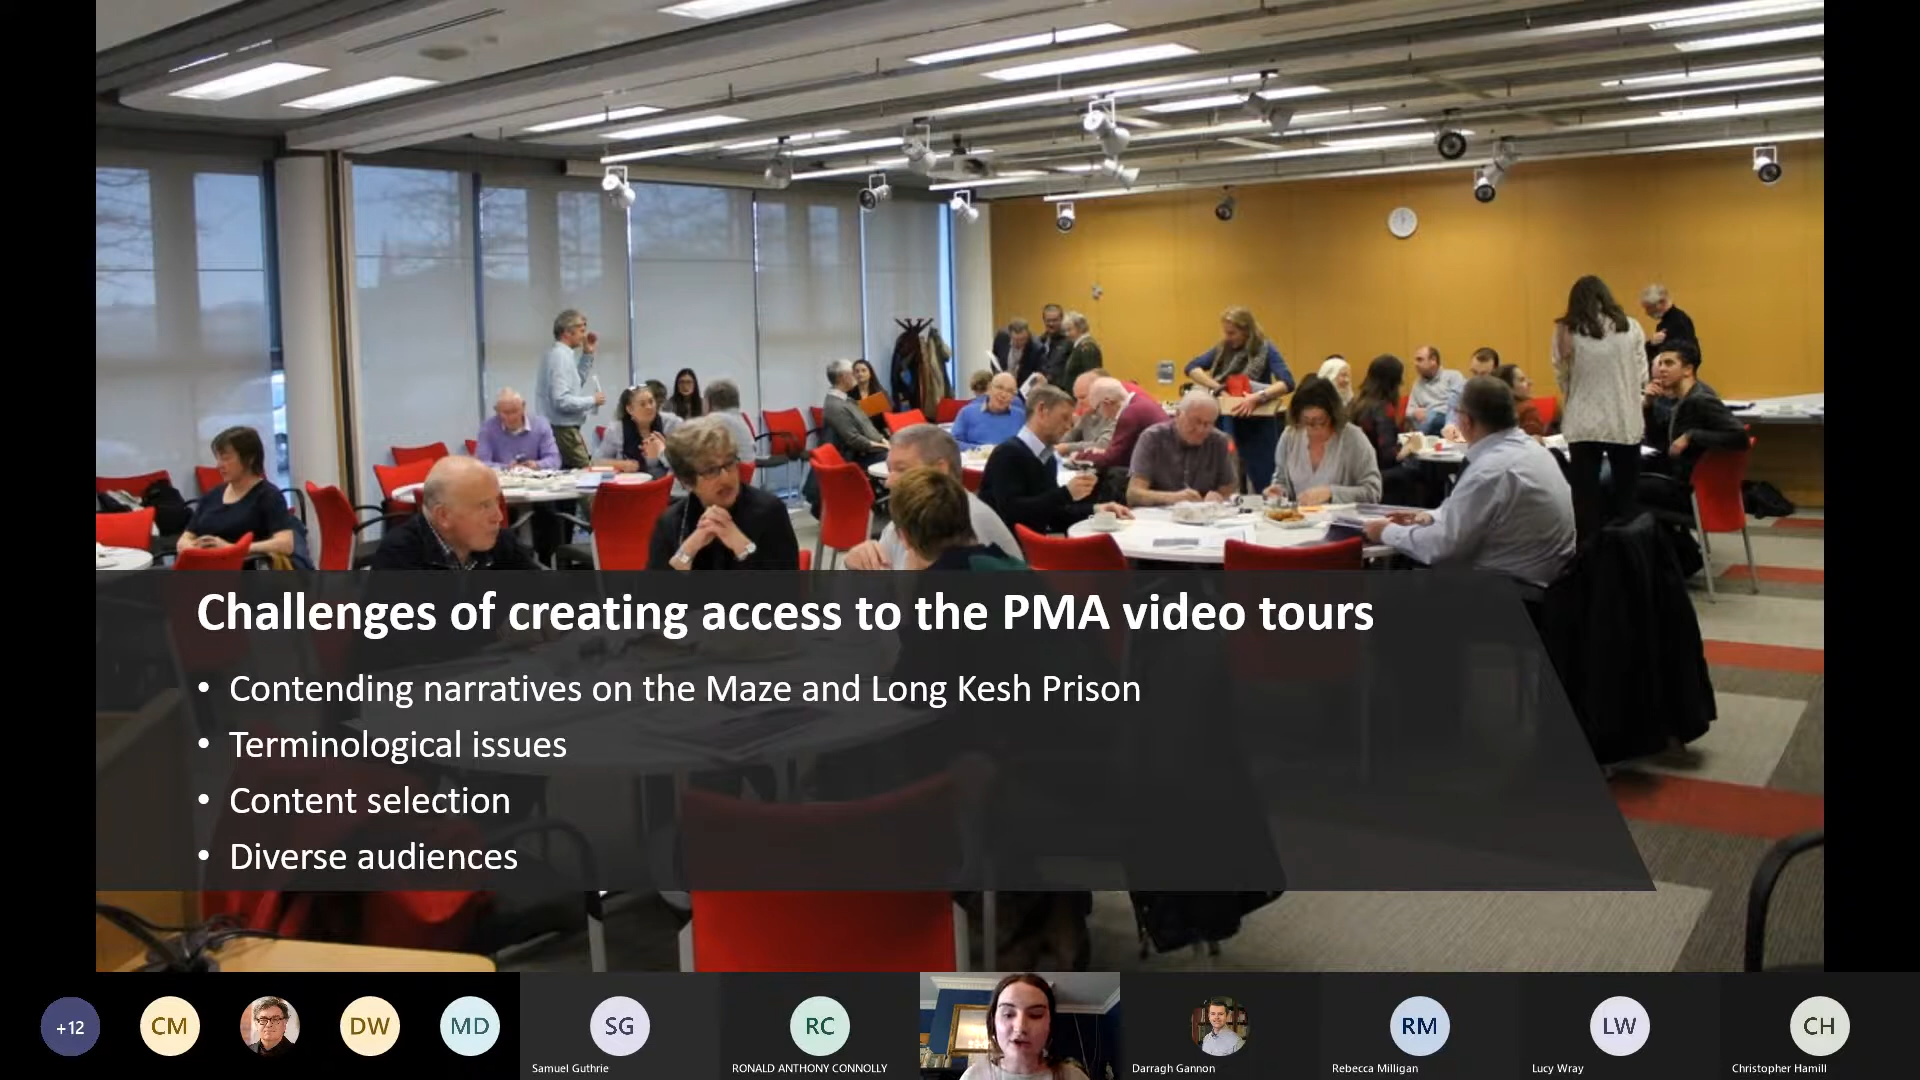 Challenges of creating access to the PMA video tours
• Contending narratives on the Maze and Long Kesh Prison
• Terminological issues
• Content selection
• Diverse audiences
+12
CM
DW
MD
SG
RC
RM
LW
CH
Samuel Guthrie
RONALD ANTHONY CONNOLLY
Darragh Gannon
Rebecca Milligan
Lucy Wray
Christopher Hamill